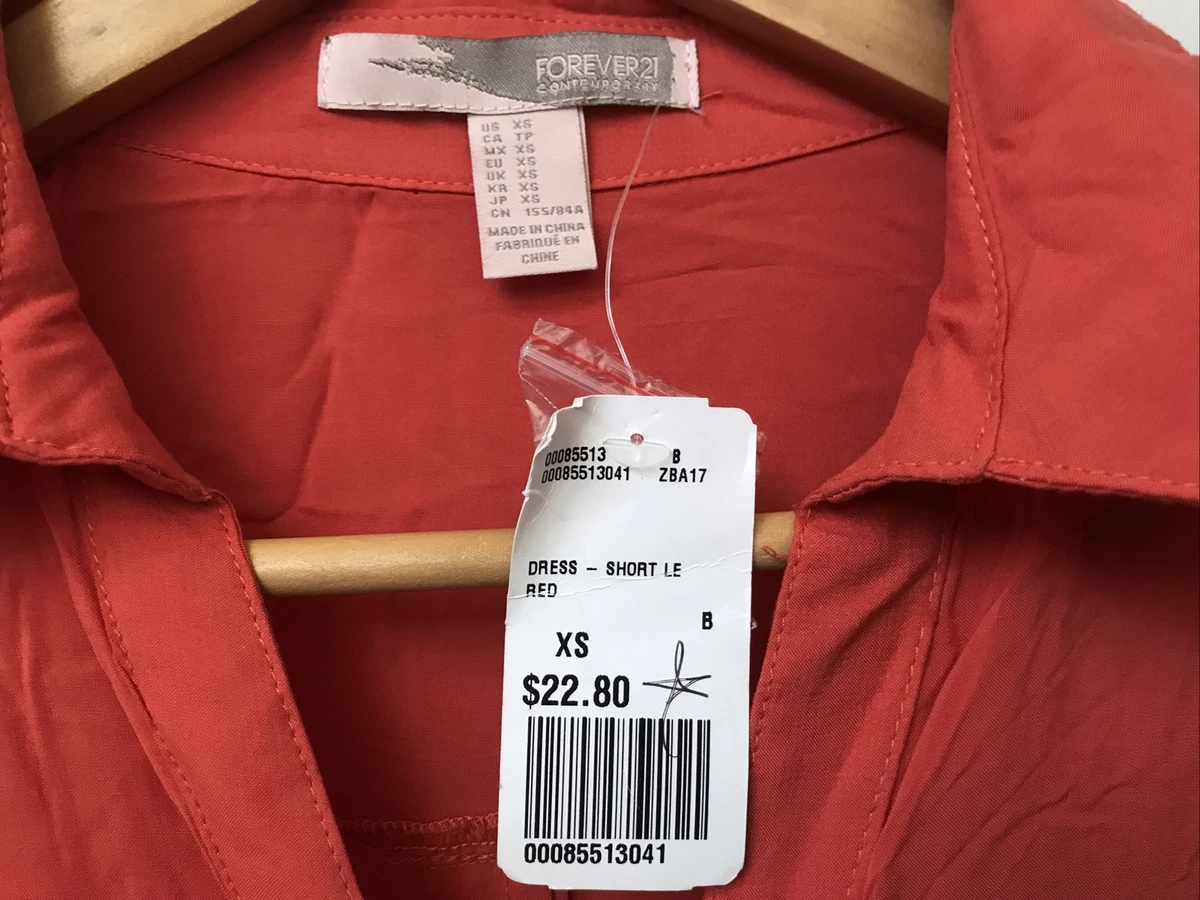 FOREVER21
CONTEMPORARY
US XS
CA TP
MX XS
EU XS
UK XS
KR XS
JP XS
CN 155/84A
MADE IN CHINA
FABRIQUÉ EN
CHINE
00085513 B
00085513041 ZBA17
DRESS - SHORT LE
RED
B
XS
$22.80
00085513041